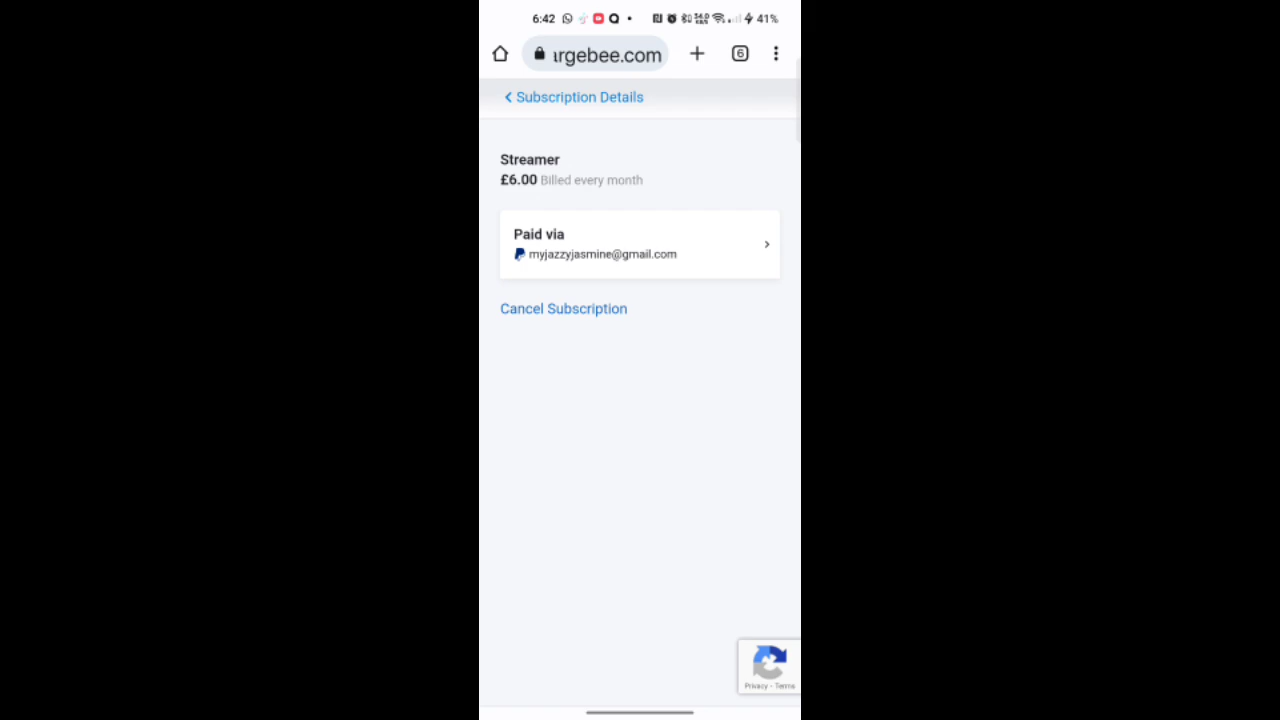 6:42 41%
rgebee.com 6
Subscription Details
Streamer
£6.00 Billed every month
Paid via
myjazzyjasmine@gmail.com
Cancel Subscription
Privacy - Terms